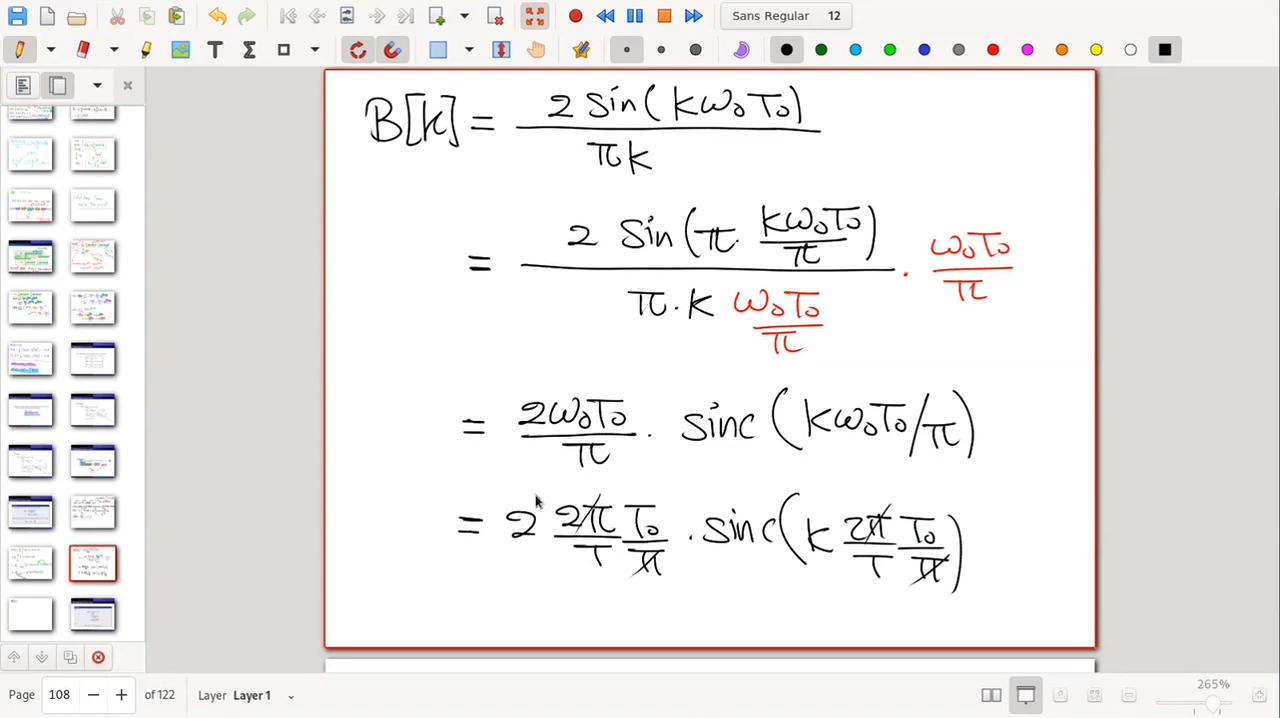 Sans Regular 12
B[k] = 2 sin(kω₀T₀) / πk
= 2 sin(π · kω₀T₀/π) / (π · k ω₀T₀/π) · ω₀T₀/π
= 2ω₀T₀/π · sinc(kω₀T₀/π)
= 2 2π/T T₀/π · sinc(k 2π/T T₀/π)
Page 108 of 122 Layer Layer 1 265%